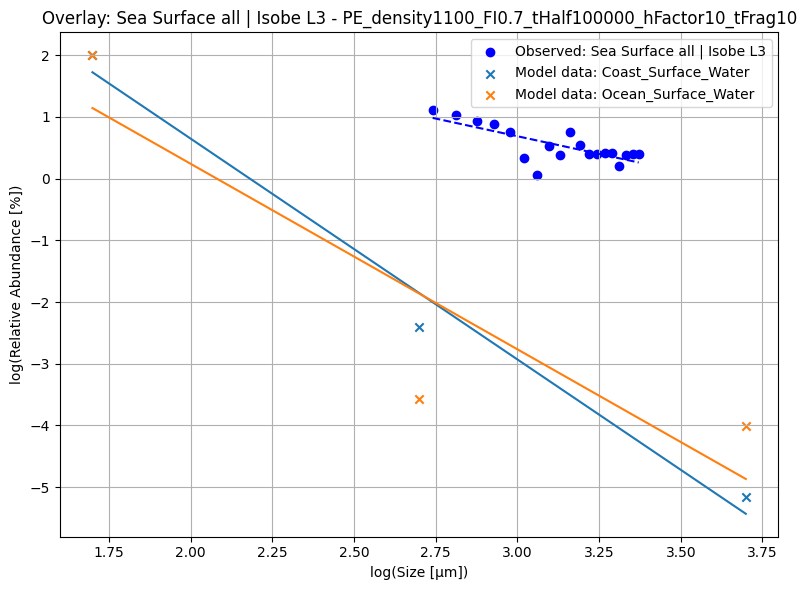 Overlay: Sea Surface all | Isobe L3 - PE_density1100_FI0.7_tHalf100000_hFactor10_tFrag10
Observed: Sea Surface all | Isobe L3
Model data: Coast_Surface_Water
Model data: Ocean_Surface_Water
log(Relative Abundance [%])
2
1
0
−1
−2
−3
−4
−5
1.75
2.00
2.25
2.50
2.75
3.00
3.25
3.50
3.75
log(Size [μm])